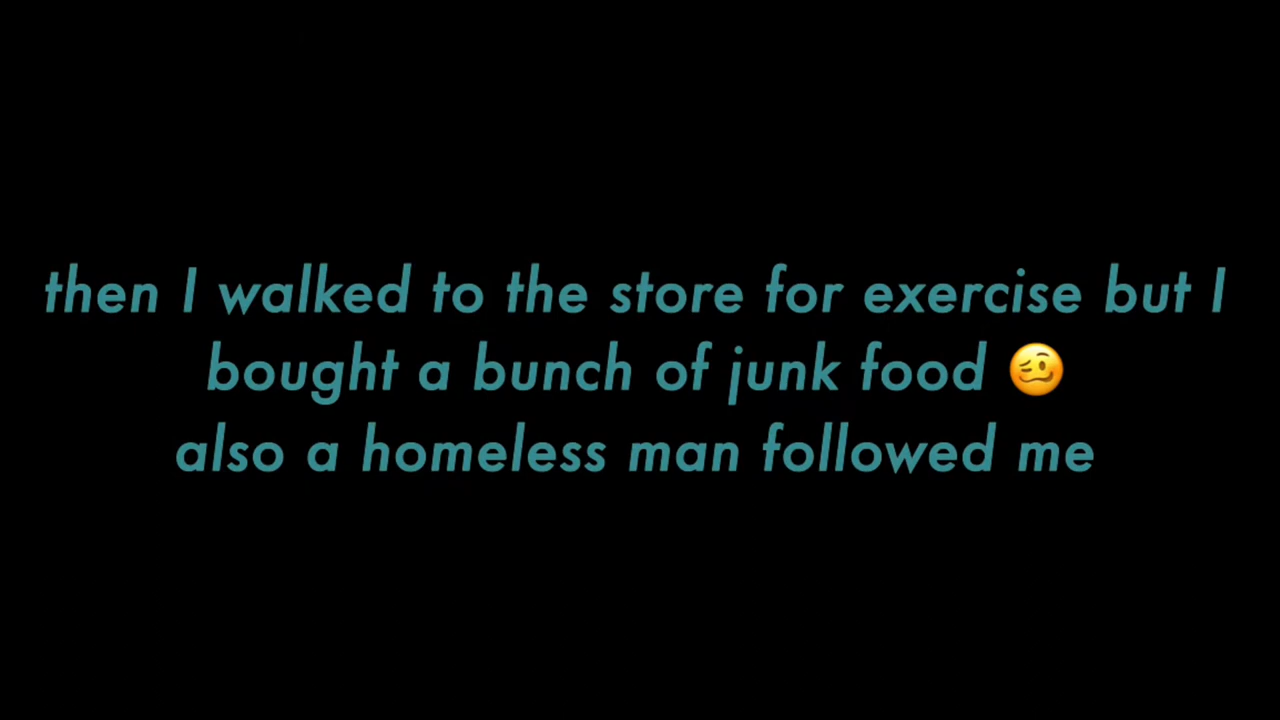 then I walked to the store for exercise but I
bought a bunch of junk food 🥴
also a homeless man followed me